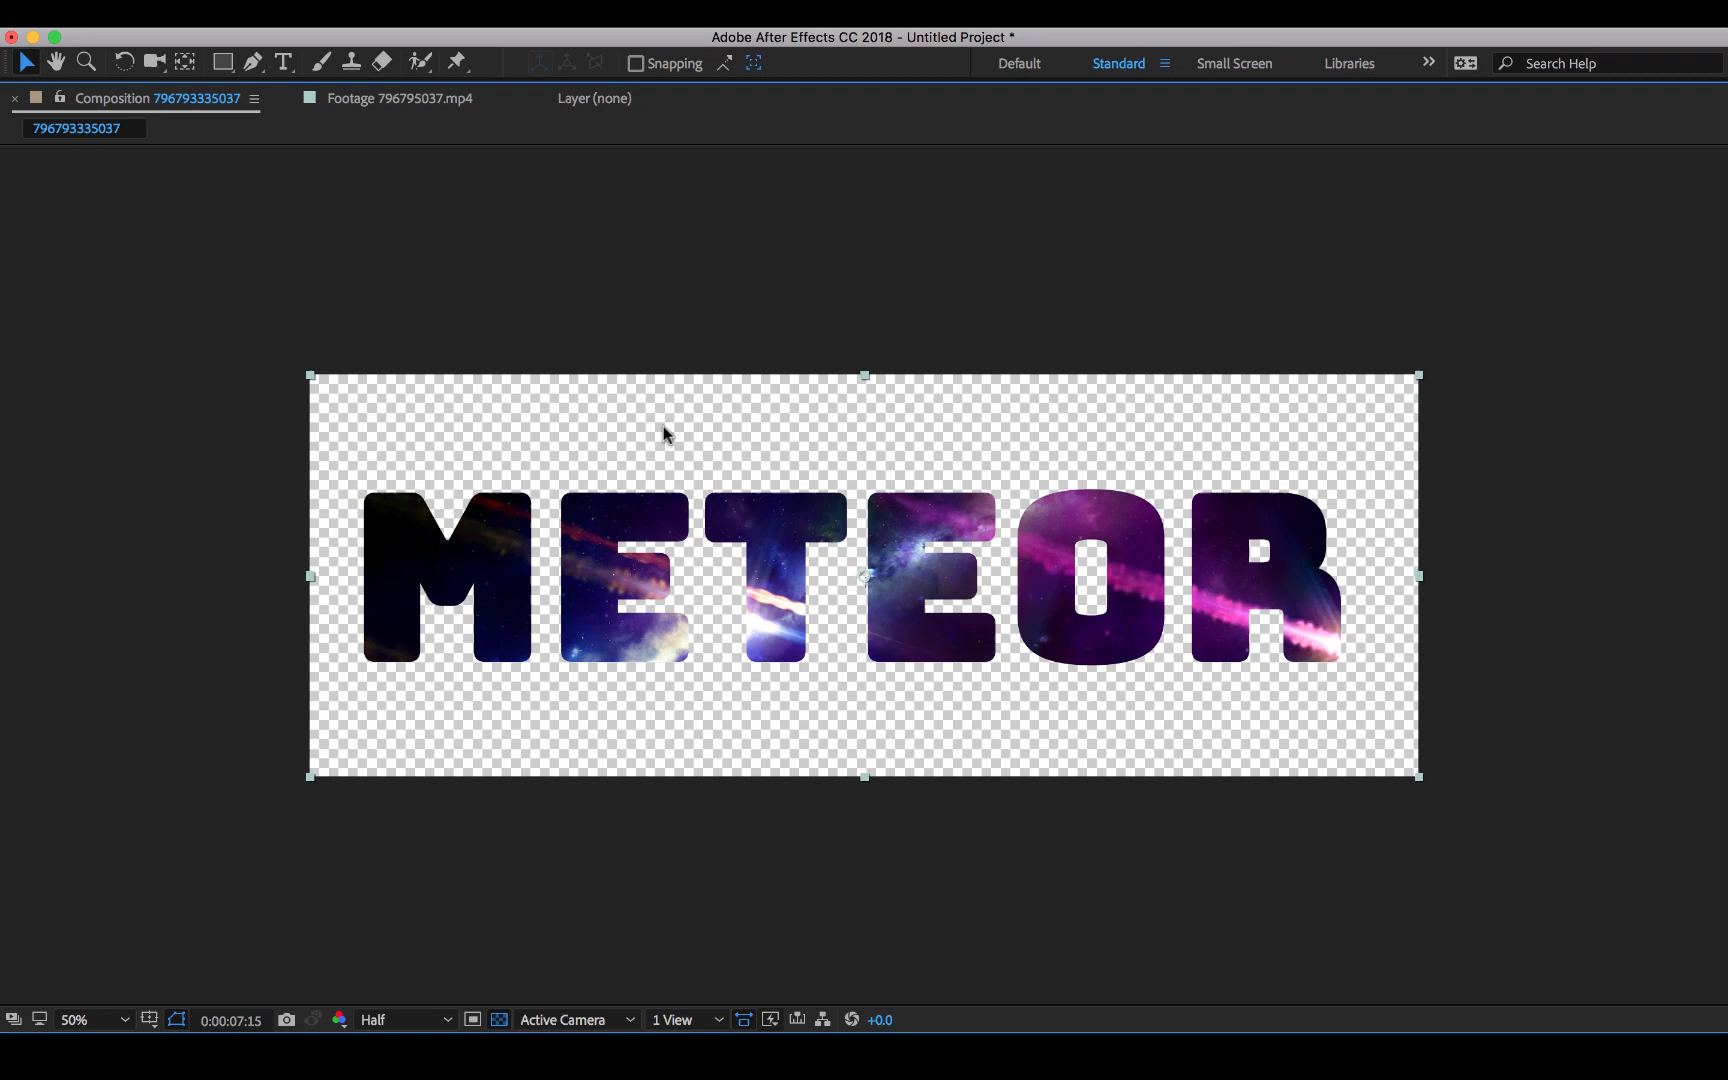 Adobe After Effects CC 2018 - Untitled Project *
Snapping
Default
Standard
Small Screen
Libraries
Search Help
Composition 796793335037
Footage 796795037.mp4
Layer (none)
796793335037
METEOR
50%
0:00:07:15
Half
Active Camera
1 View
+0.0